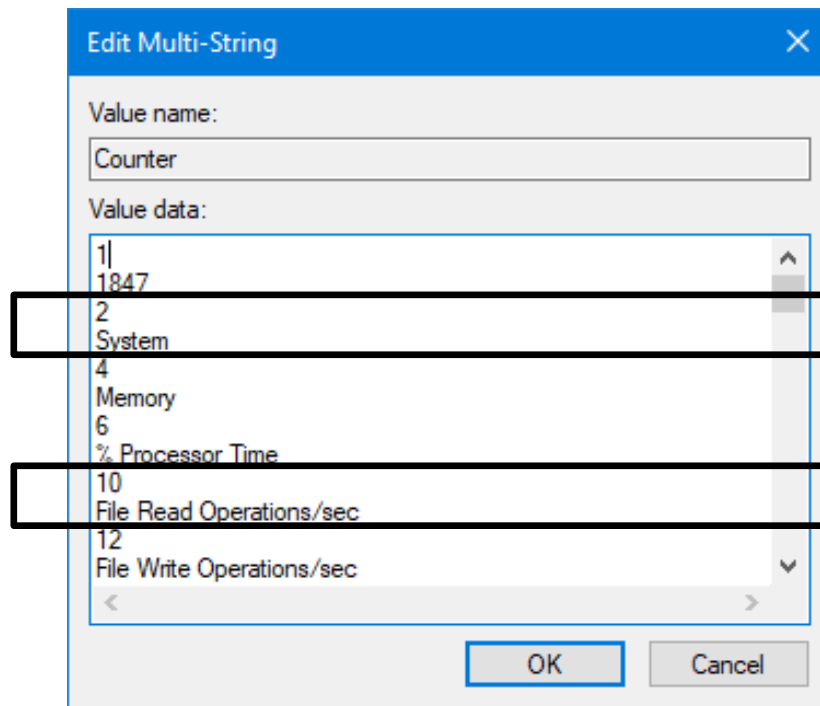 Edit Multi-String
Value name:
Counter
Value data:
1
1847
2
System
4
Memory
6
% Processor Time
10
File Read Operations/sec
12
File Write Operations/sec
OK
Cancel